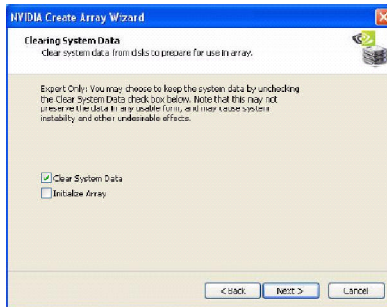 NVIDIA Create Array Wizard
Clearing System Data
Clear system data from disks to prepare for use in array.
Expert Only: You may choose to keep the system data by unchecking
the Clear System Data check box below. Note that this may not
preserve the data in any usable form, and may cause system
instability and other undesirable effects.
Clear System Data
Initialize Array
< Back
Next >
Cancel